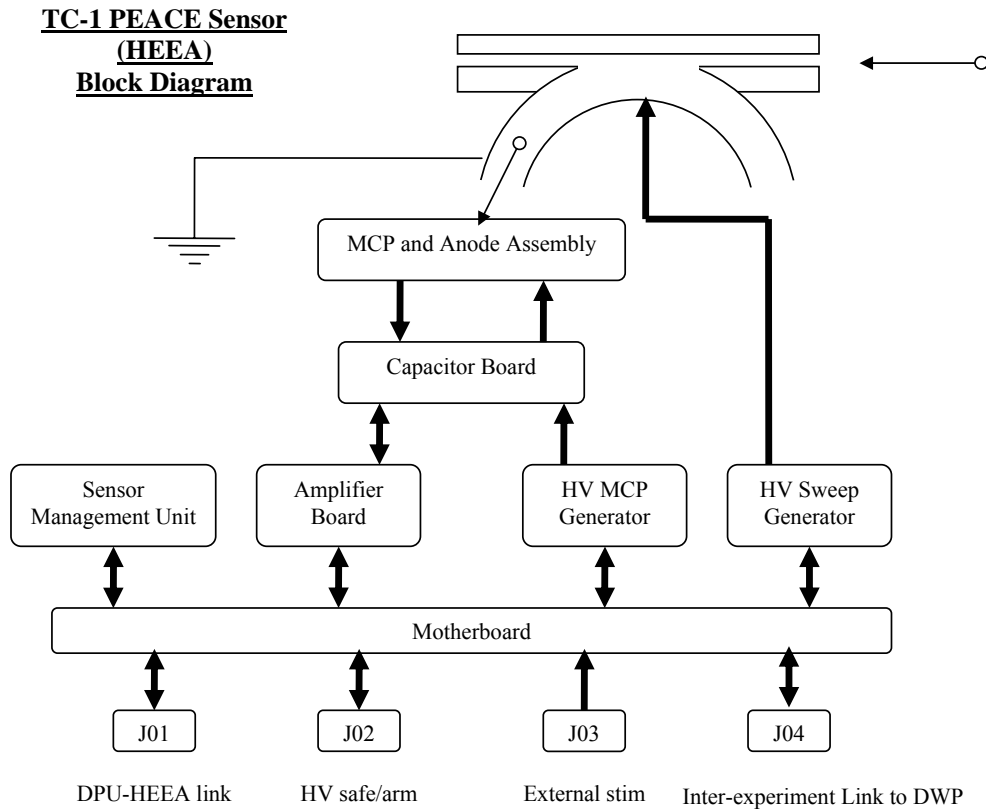 TC-1 PEACE Sensor
(HEEA)
Block Diagram
MCP and Anode Assembly
Capacitor Board
Sensor
Management Unit
Amplifier
Board
HV MCP
Generator
HV Sweep
Generator
Motherboard
J01
J02
J03
J04
DPU-HEEA link
HV safe/arm
External stim
Inter-experiment Link to DWP